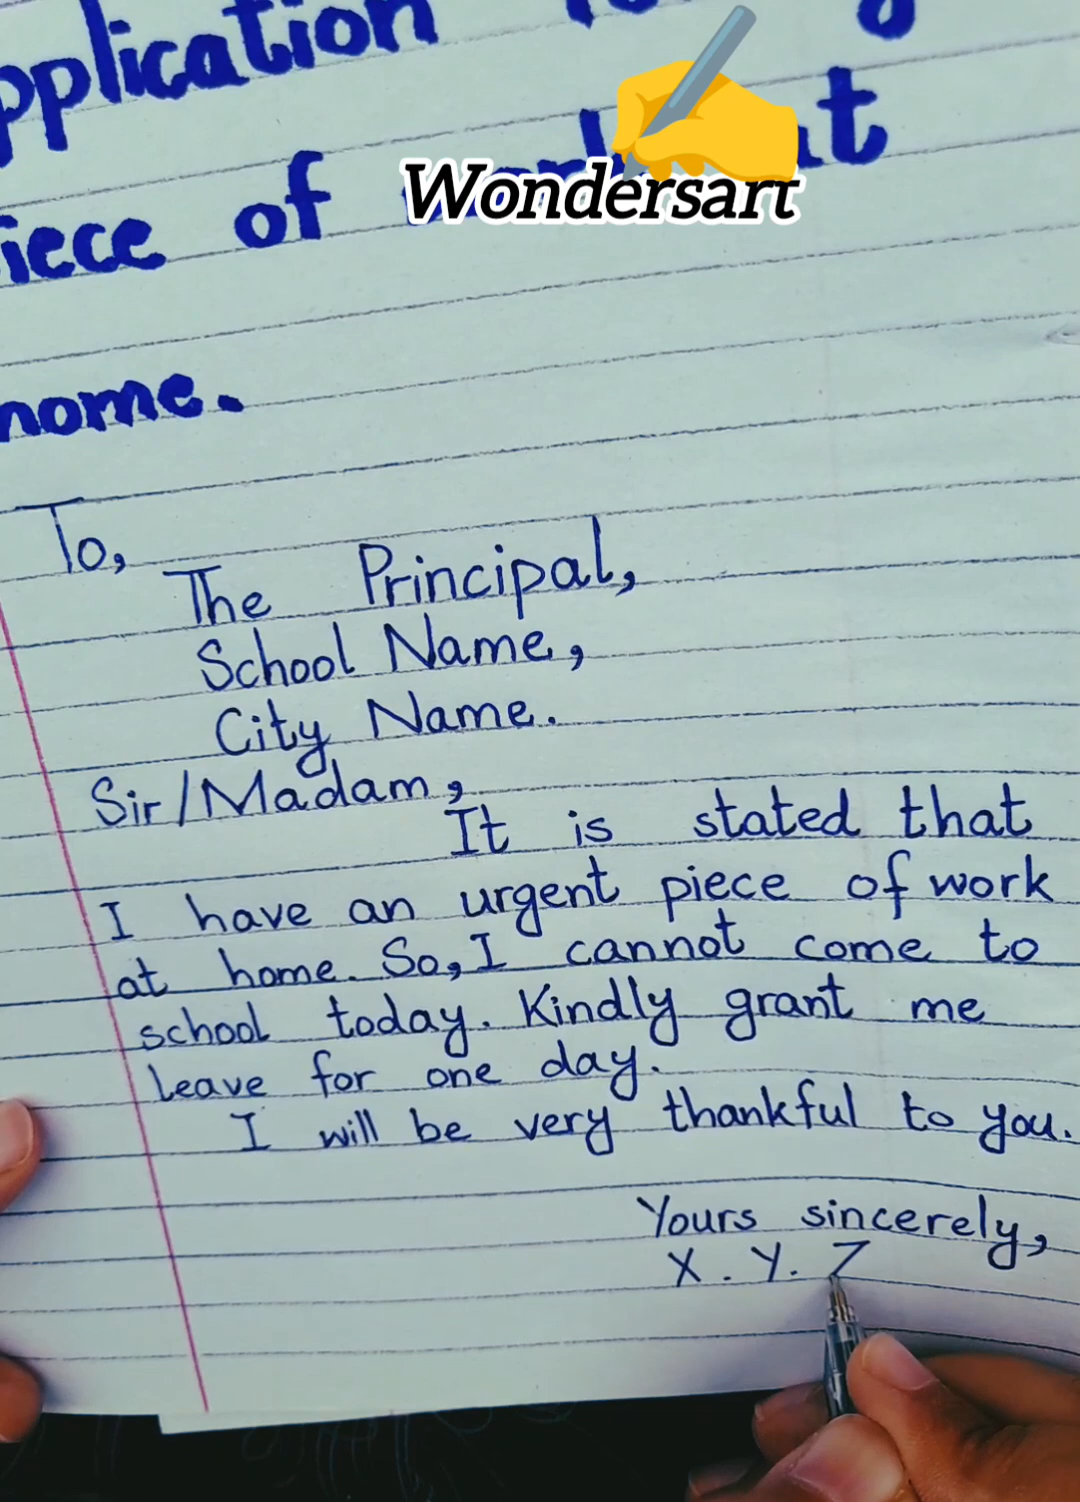 pplication
iece of at
Wondersart
home.
To,
The Principal,
School Name,
City Name.
Sir/Madam,
It is stated that
I have an urgent piece of work
at home. So, I cannot come to
school today. Kindly grant me
leave for one day.
I will be very thankful to you.
Yours sincerely,
X. Y. Z